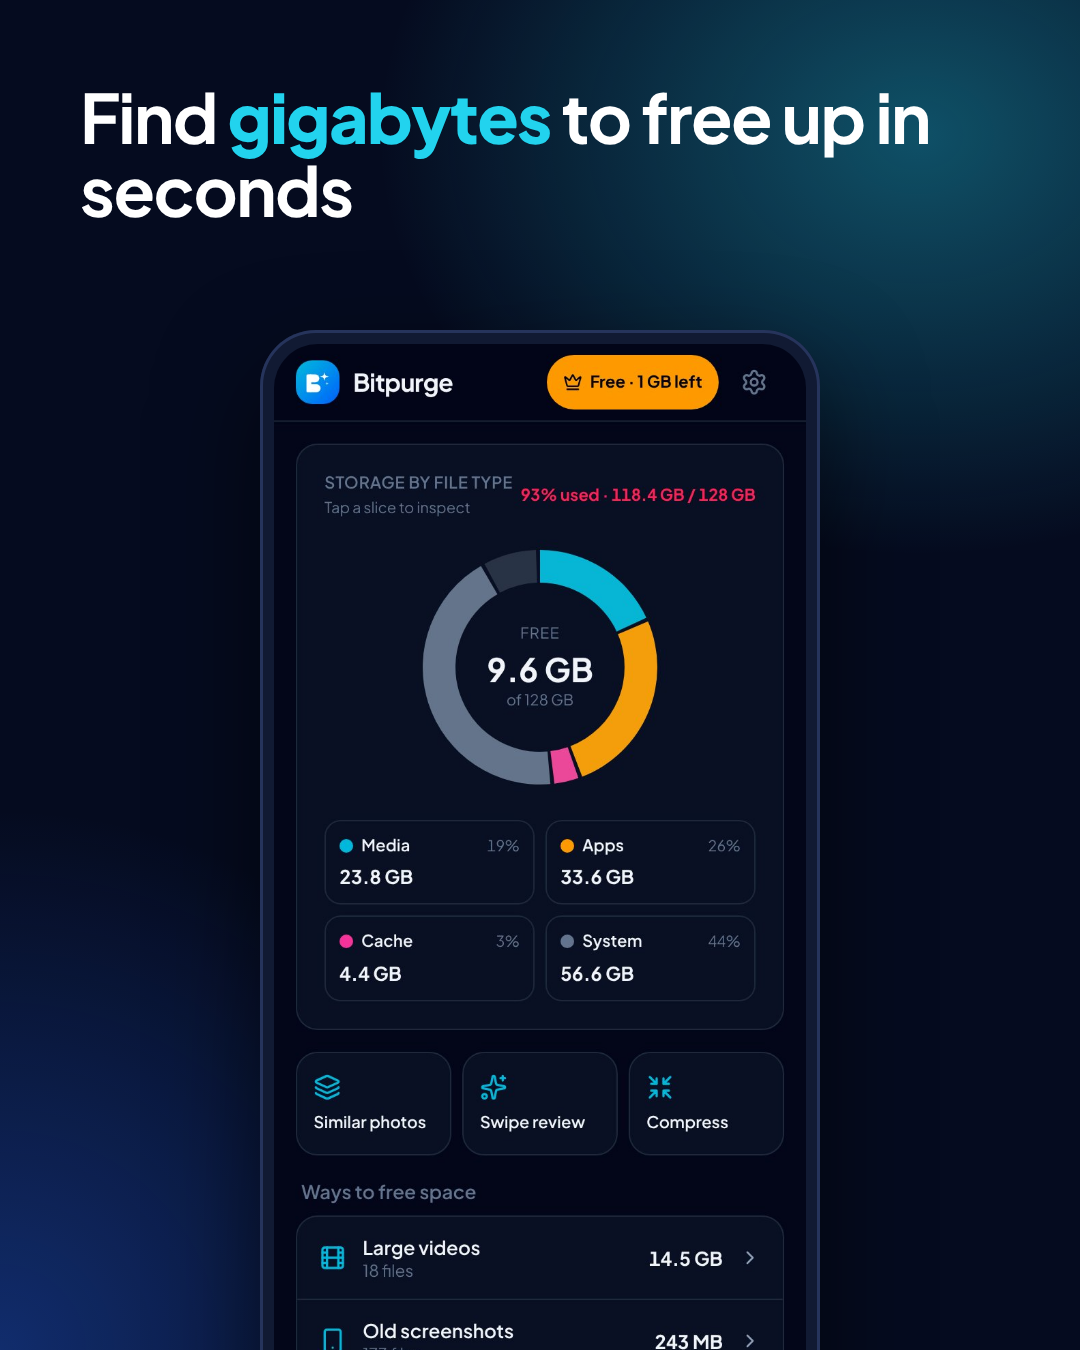 Find gigabytes to free up in
seconds
Bitpurge
Free · 1 GB left
STORAGE BY FILE TYPE
Tap a slice to inspect
93% used · 118.4 GB / 128 GB
FREE
9.6 GB
of 128 GB
Media 19%
23.8 GB
Apps 26%
33.6 GB
Cache 3%
4.4 GB
System 44%
56.6 GB
Similar photos
Swipe review
Compress
Ways to free space
Large videos
18 files
14.5 GB
Old screenshots
243 MB